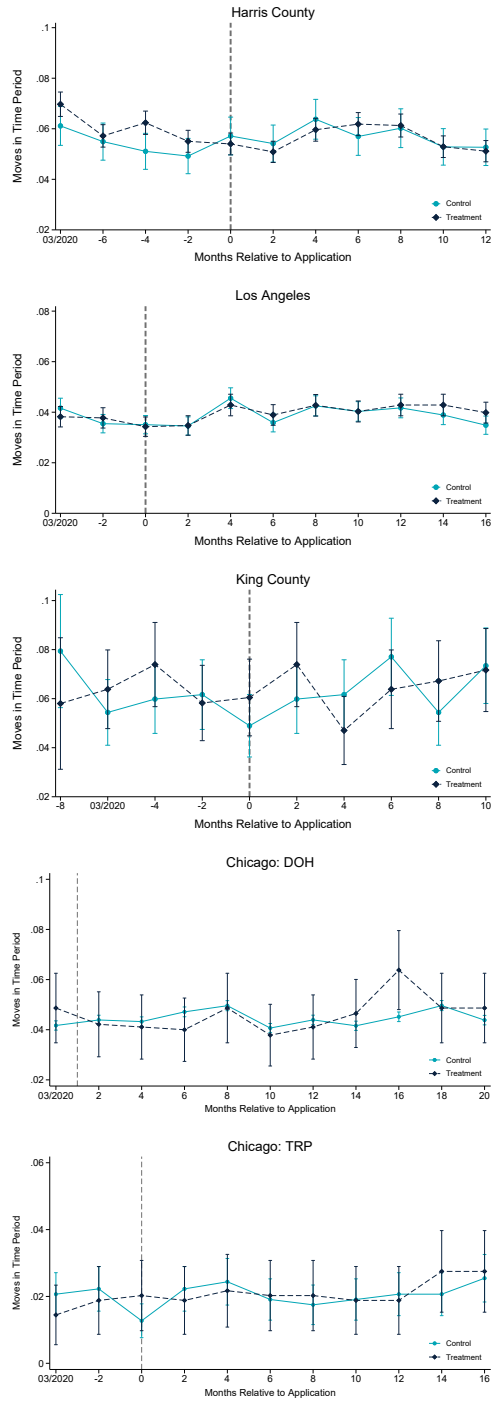 Harris County
Moves in Time Period
.1
.08
.06
.04
.02
03/2020 -6 -4 -2 0 2 4 6 8 10 12
Months Relative to Application
Control
Treatment
Los Angeles
Moves in Time Period
.08
.06
.04
.02
0
03/2020 -2 0 2 4 6 8 10 12 14 16
Months Relative to Application
Control
Treatment
King County
Moves in Time Period
.1
.08
.06
.04
.02
-8 03/2020 -4 -2 0 2 4 6 8 10
Months Relative to Application
Control
Treatment
Chicago: DOH
Moves in Time Period
.1
.08
.06
.04
.02
03/2020 2 4 6 8 10 12 14 16 18 20
Months Relative to Application
Control
Treatment
Chicago: TRP
Moves in Time Period
.06
.04
.02
0
03/2020 -2 0 2 4 6 8 10 12 14 16
Months Relative to Application
Control
Treatment